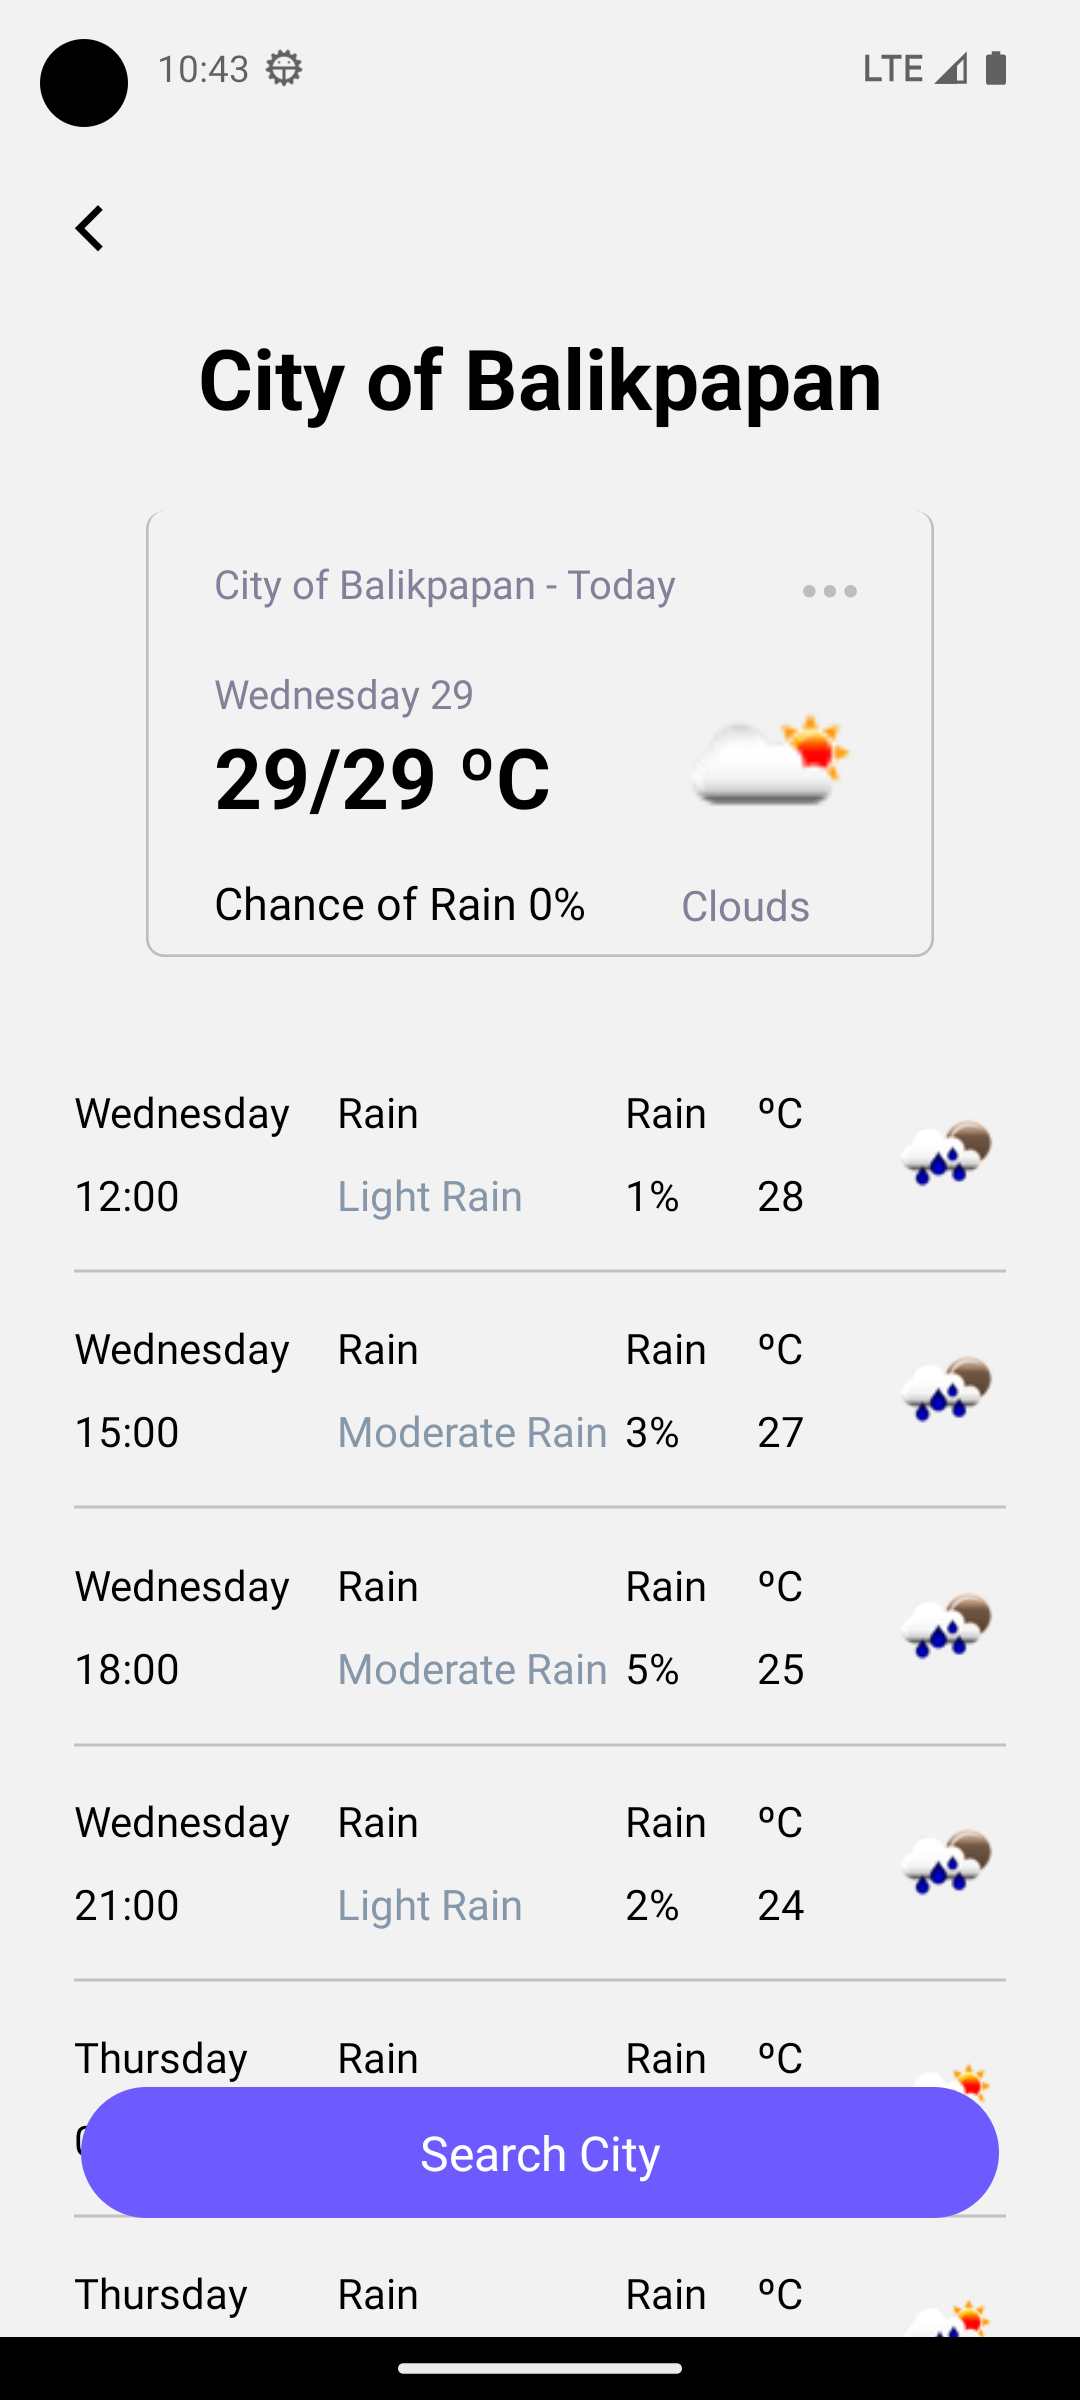 10:43
LTE
City of Balikpapan
City of Balikpapan - Today
Wednesday 29
29/29 ºC
Chance of Rain 0%
Clouds
Wednesday Rain Rain ºC
12:00 Light Rain 1% 28
Wednesday Rain Rain ºC
15:00 Moderate Rain 3% 27
Wednesday Rain Rain ºC
18:00 Moderate Rain 5% 25
Wednesday Rain Rain ºC
21:00 Light Rain 2% 24
Thursday Rain Rain ºC
Search City
Thursday Rain Rain ºC